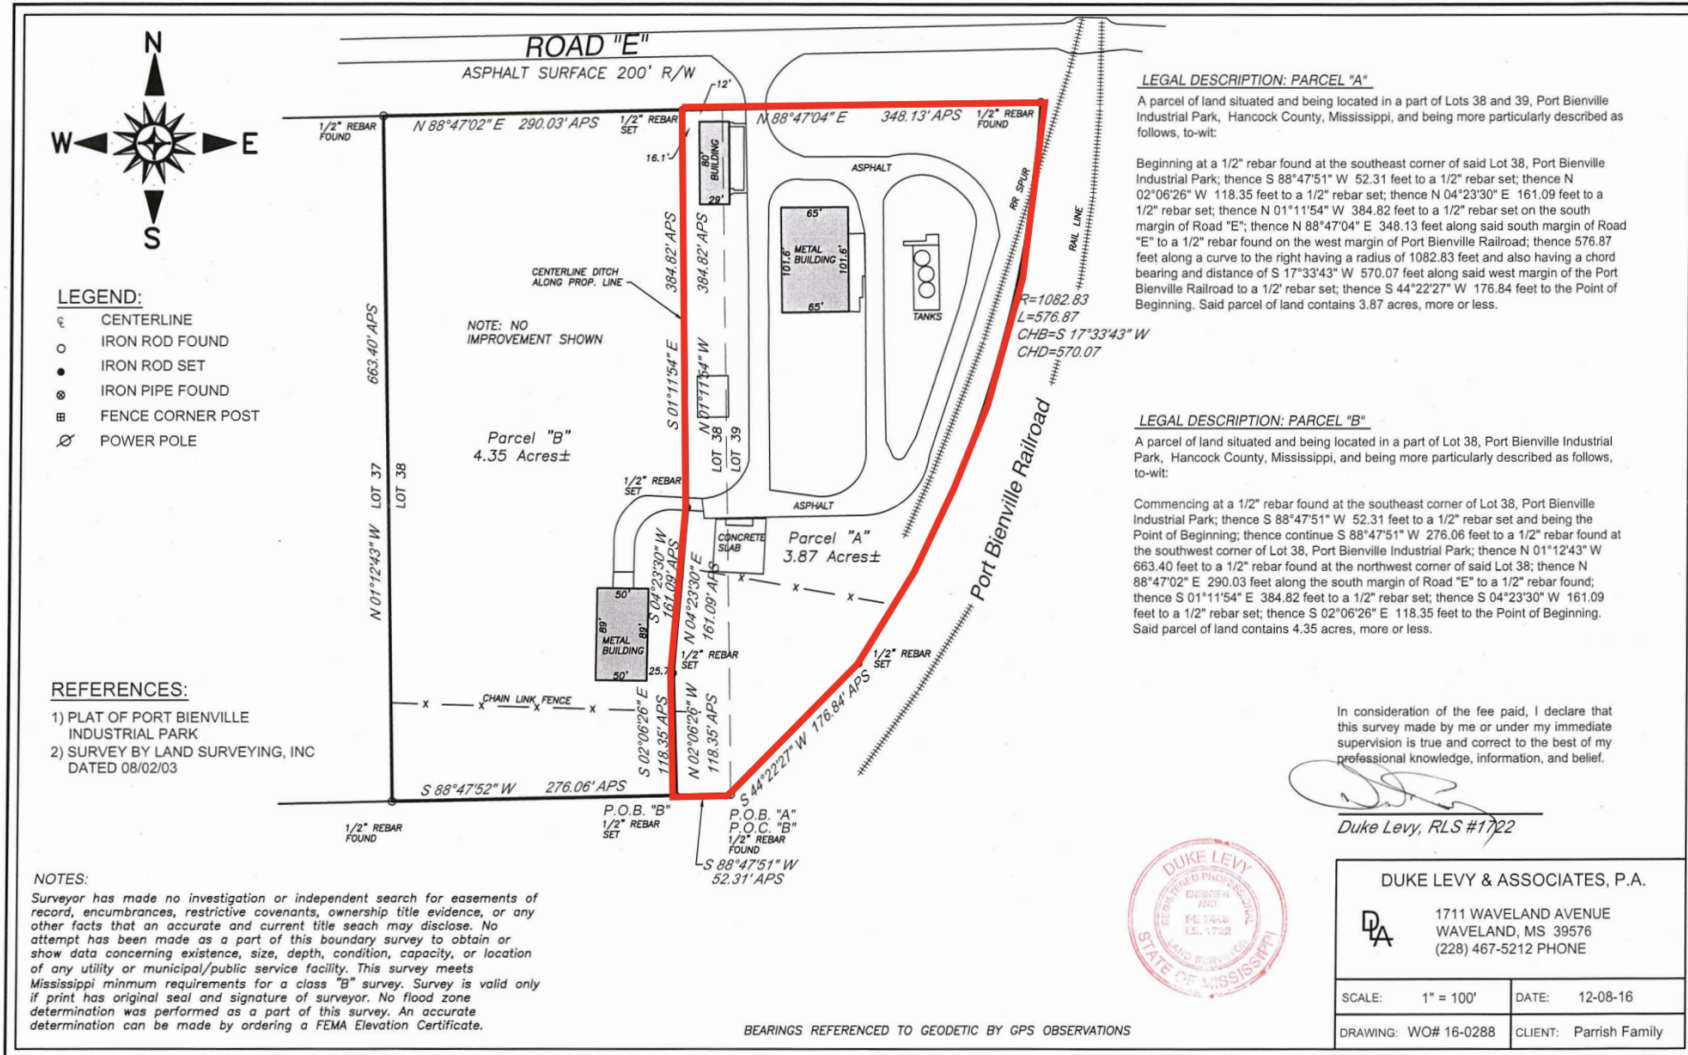 N
W
E
S
ROAD "E"
ASPHALT SURFACE 200' R/W
12'
1/2" REBAR
FOUND
N 88°47'02" E 290.03' APS
1/2" REBAR
SET
N 88°47'04" E 348.13' APS
1/2" REBAR
FOUND
16.1'
80'
BUILDING
29'
ASPHALT
65'
METAL
BUILDING
101.6'
101.6'
65'
TANKS
RR SPUR
RAIL LINE
384.82' APS
384.82' APS
CENTERLINE DITCH
ALONG PROP. LINE
NOTE: NO
IMPROVEMENT SHOWN
663.40' APS
R=1082.83
L=576.87
CHB=S 17°33'43" W
CHD=570.07
S 01°11'54" E
N 01°11'54" W
Parcel "B"
4.35 Acres±
LOT 38
LOT 39
LOT 37
LOT 38
N 01°12'43" W
1/2" REBAR
SET
ASPHALT
CONCRETE
SLAB
Parcel "A"
3.87 Acres±
Port Bienville Railroad
S 04°23'30" W
161.09' APS
N 04°23'30" E
161.09' APS
50'
89'
89'
METAL
BUILDING
50'
25.7'
1/2" REBAR
SET
1/2" REBAR
SET
CHAIN LINK FENCE
S 02°06'26" E
118.35' APS
N 02°06'26" W
118.35' APS
S 44°22'27" W 176.84' APS
S 88°47'52" W 276.06' APS
1/2" REBAR
FOUND
P.O.B. "B"
1/2" REBAR
SET
P.O.B. "A"
P.O.C. "B"
1/2" REBAR
FOUND
S 88°47'51" W
52.31' APS
LEGEND:
CENTERLINE
IRON ROD FOUND
IRON ROD SET
IRON PIPE FOUND
FENCE CORNER POST
POWER POLE
REFERENCES:
1) PLAT OF PORT BIENVILLE
INDUSTRIAL PARK
2) SURVEY BY LAND SURVEYING, INC
DATED 08/02/03
NOTES:
Surveyor has made no investigation or independent search for easements of
record, encumbrances, restrictive covenants, ownership title evidence, or any
other facts that an accurate and current title seach may disclose. No
attempt has been made as a part of this boundary survey to obtain or
show data concerning existence, size, depth, condition, capacity, or location
of any utility or municipal/public service facility. This survey meets
Mississippi minmum requirements for a class "B" survey. Survey is valid only
if print has original seal and signature of surveyor. No flood zone
determination was performed as a part of this survey. An accurate
determination can be made by ordering a FEMA Elevation Certificate.
BEARINGS REFERENCED TO GEODETIC BY GPS OBSERVATIONS
LEGAL DESCRIPTION: PARCEL "A"
A parcel of land situated and being located in a part of Lots 38 and 39, Port Bienville
Industrial Park, Hancock County, Mississippi, and being more particularly described as
follows, to-wit:
Beginning at a 1/2" rebar found at the southeast corner of said Lot 38, Port Bienville
Industrial Park; thence S 88°47'51" W 52.31 feet to a 1/2" rebar set; thence N
02°06'26" W 118.35 feet to a 1/2" rebar set; thence N 04°23'30" E 161.09 feet to a
1/2" rebar set; thence N 01°11'54" W 384.82 feet to a 1/2" rebar set on the south
margin of Road "E"; thence N 88°47'04" E 348.13 feet along said south margin of Road
"E" to a 1/2" rebar found on the west margin of Port Bienville Railroad; thence 576.87
feet along a curve to the right having a radius of 1082.83 feet and also having a chord
bearing and distance of S 17°33'43" W 570.07 feet along said west margin of the Port
Bienville Railroad to a 1/2' rebar set; thence S 44°22'27" W 176.84 feet to the Point of
Beginning. Said parcel of land contains 3.87 acres, more or less.
LEGAL DESCRIPTION: PARCEL "B"
A parcel of land situated and being located in a part of Lot 38, Port Bienville Industrial
Park, Hancock County, Mississippi, and being more particularly described as follows,
to-wit:
Commencing at a 1/2" rebar found at the southeast corner of Lot 38, Port Bienville
Industrial Park; thence S 88°47'51" W 52.31 feet to a 1/2" rebar set and being the
Point of Beginning; thence continue S 88°47'51" W 276.06 feet to a 1/2" rebar found at
the southwest corner of Lot 38, Port Bienville Industrial Park; thence N 01°12'43" W
663.40 feet to a 1/2" rebar found at the northwest corner of said Lot 38; thence N
88°47'02" E 290.03 feet along the south margin of Road "E" to a 1/2" rebar found;
thence S 01°11'54" E 384.82 feet to a 1/2" rebar set; thence S 04°23'30" W 161.09
feet to a 1/2" rebar set; thence S 02°06'26" E 118.35 feet to the Point of Beginning.
Said parcel of land contains 4.35 acres, more or less.
In consideration of the fee paid, I declare that
this survey made by me or under my immediate
supervision is true and correct to the best of my
professional knowledge, information, and belief.
Duke Levy, RLS #1722
DUKE LEVY
REGISTERED PROFESSIONAL
ENGINEER
AND
LAND SURVEYOR
STATE OF MISSISSIPPI
DUKE LEVY & ASSOCIATES, P.A.
DLA
1711 WAVELAND AVENUE
WAVELAND, MS 39576
(228) 467-5212 PHONE
SCALE: 1" = 100'
DATE: 12-08-16
DRAWING: WO# 16-0288
CLIENT: Parrish Family